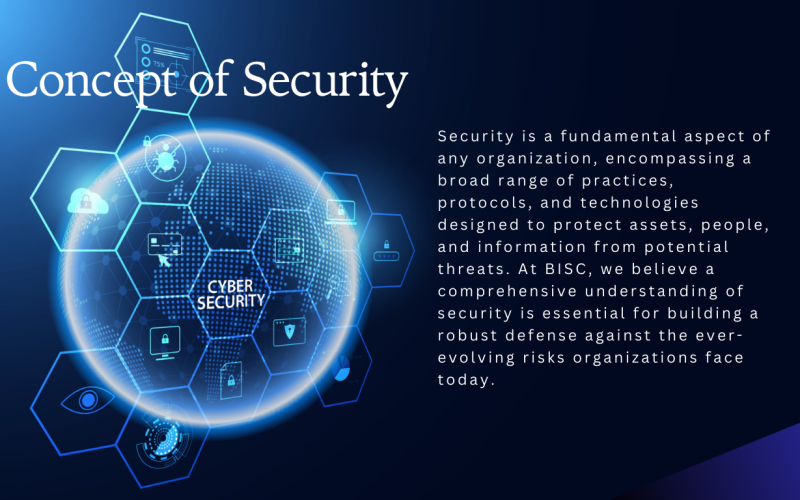 Concept of Security
75%
CYBER
SECURITY
Security is a fundamental aspect of
any organization, encompassing a
broad range of practices,
protocols, and technologies
designed to protect assets, people,
and information from potential
threats. At BISC, we believe a
comprehensive understanding of
security is essential for building a
robust defense against the ever-
evolving risks organizations face
today.